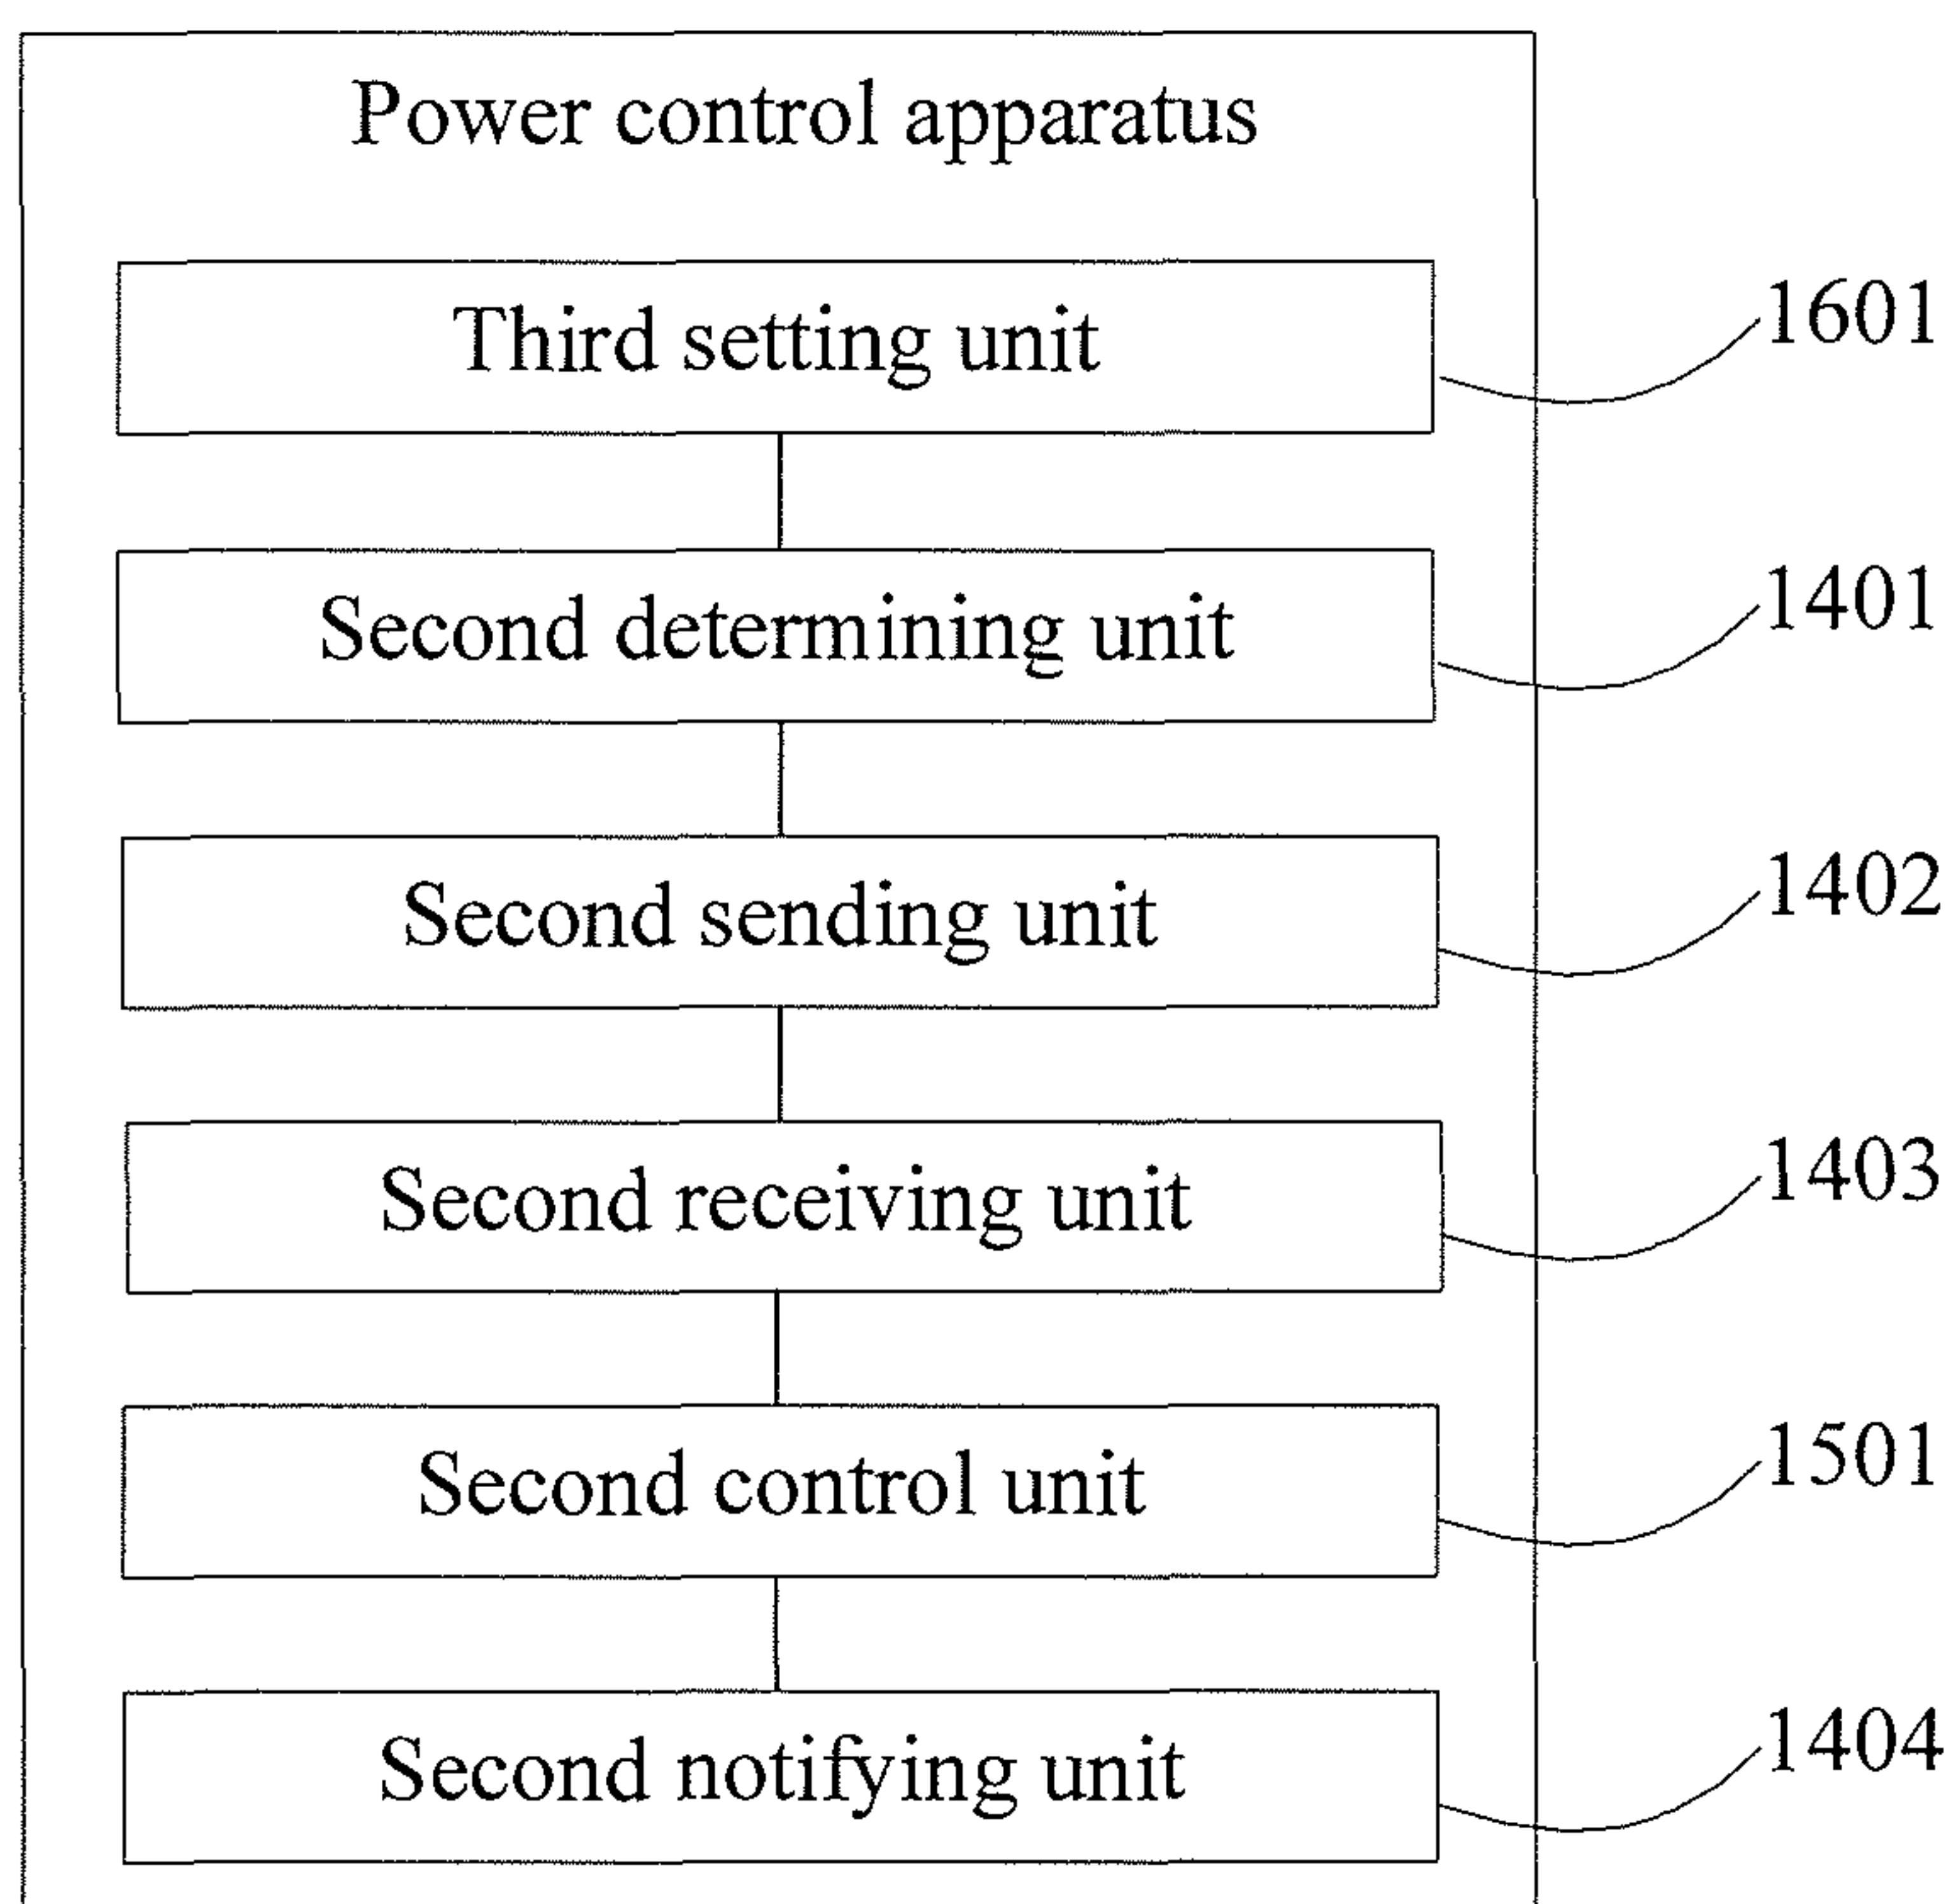 Power control apparatus
Third setting unit
1601
Second determining unit
1401
Second sending unit
1402
Second receiving unit
1403
Second control unit
1501
Second notifying unit
1404